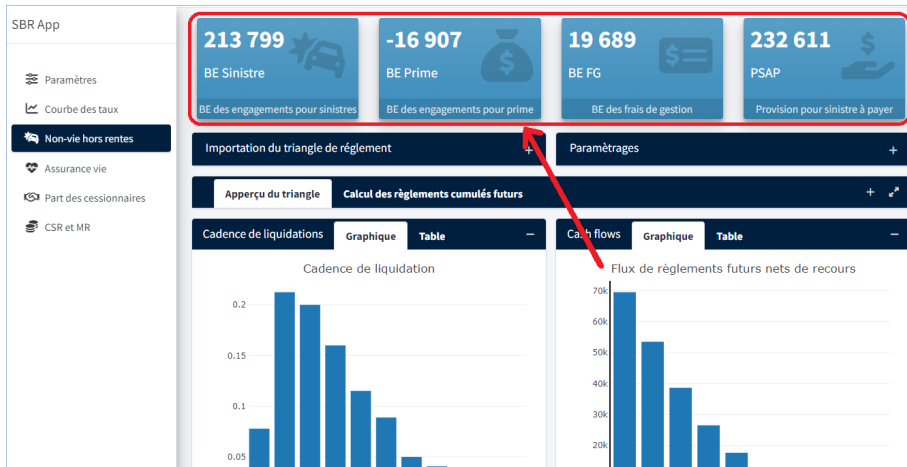 SBR App
Paramètres
Courbe des taux
Non-vie hors rentes
Assurance vie
Part des cessionnaires
CSR et MR
213 799
BE Sinistre
BE des engagements pour sinistres
-16 907
BE Prime
BE des engagements pour prime
19 689
BE FG
BE des frais de gestion
232 611
PSAP
Provision pour sinistre à payer
Importation du triangle de réglement +
Paramètrages +
Apperçu du triangle Calcul des règlements cumulés futurs +
Cadence de liquidations Graphique Table −
Cadence de liquidation
0.2
0.15
0.1
0.05
Cash flows Graphique Table −
Flux de règlements futurs nets de recours
70k
60k
50k
40k
30k
20k